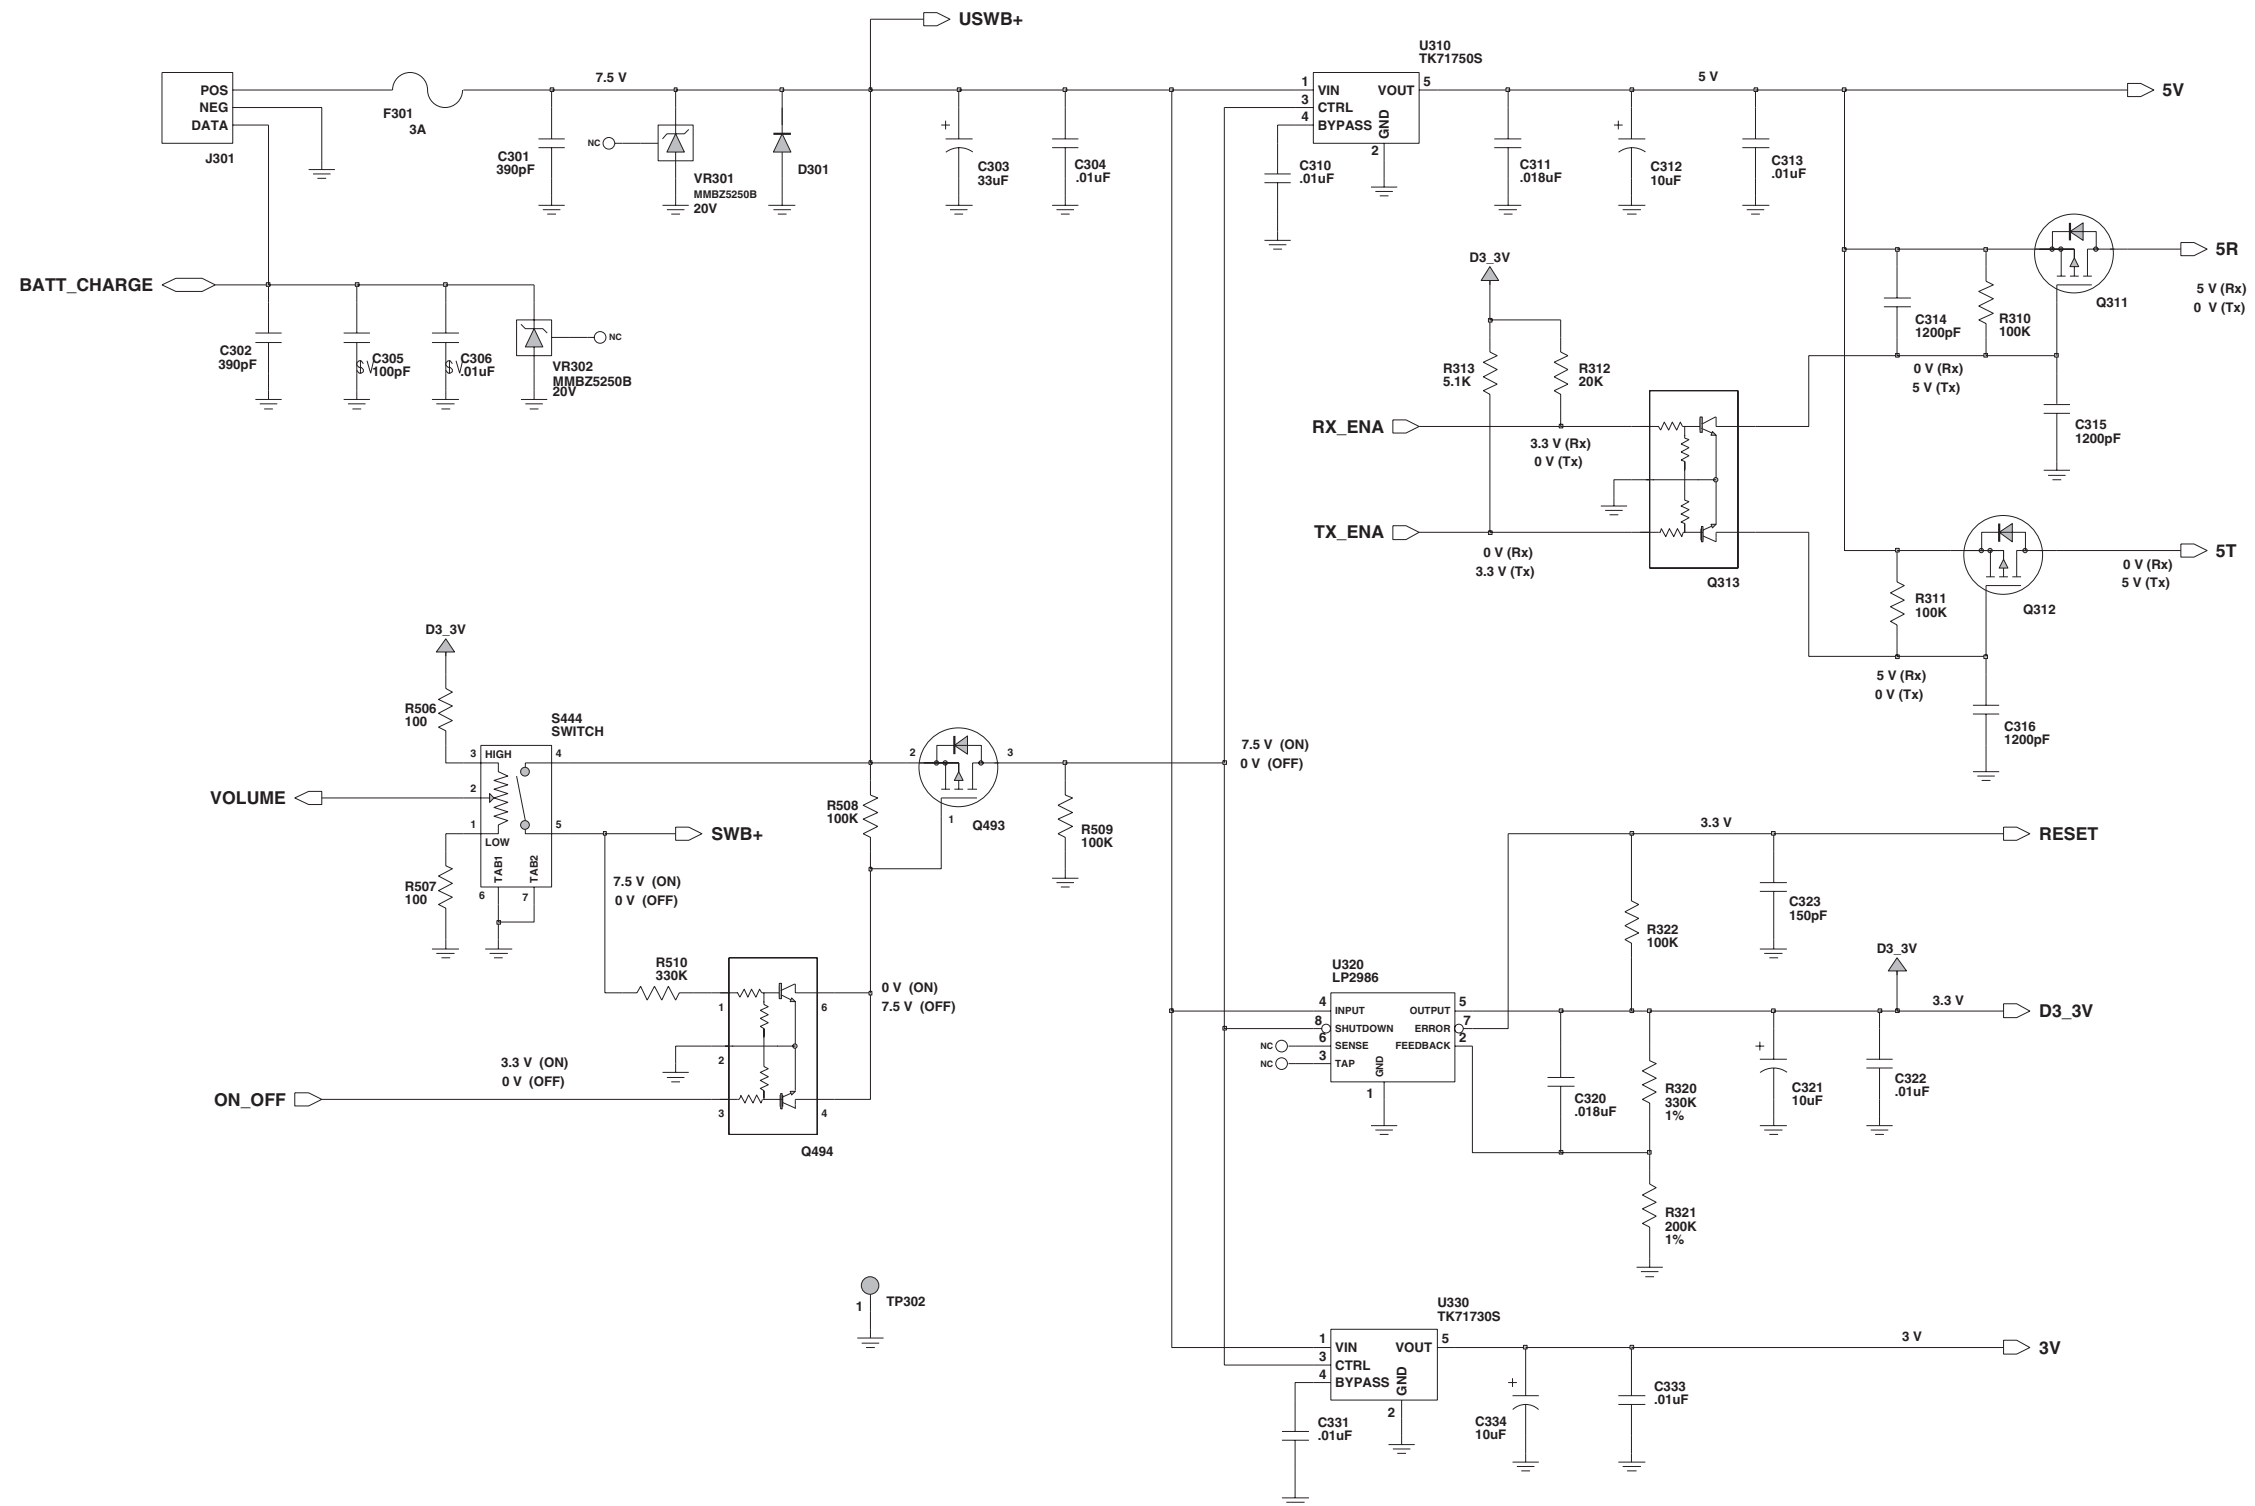 USWB+
J301
POS
NEG
DATA
F301
3A
7.5 V
C301
390pF
NC
VR301
MMBZ5250B
20V
D301
C303
33uF
C304
.01uF
U310
TK71750S
1 VIN
3 CTRL
4 BYPASS
VOUT 5
GND
2
C310
.01uF
C311
.018uF
C312
10uF
C313
.01uF
5 V
5V
BATT_CHARGE
C302
390pF
$V C305
100pF
$V C306
.01uF
NC
VR302
MMBZ5250B
20V
D3_3V
R313
5.1K
R312
20K
RX_ENA
3.3 V (Rx)
0 V (Tx)
TX_ENA
0 V (Rx)
3.3 V (Tx)
Q313
C314
1200pF
R310
100K
Q311
5R
5 V (Rx)
0 V (Tx)
0 V (Rx)
5 V (Tx)
C315
1200pF
R311
100K
Q312
5T
0 V (Rx)
5 V (Tx)
5 V (Rx)
0 V (Tx)
C316
1200pF
D3_3V
R506
100
S444
SWITCH
3 HIGH
4
VOLUME
2
1
LOW
5
TAB1
TAB2
6
7
R507
100
SWB+
7.5 V (ON)
0 V (OFF)
R508
100K
2
3
1
Q493
R509
100K
7.5 V (ON)
0 V (OFF)
R510
330K
1
6
2
3
4
Q494
0 V (ON)
7.5 V (OFF)
3.3 V (ON)
0 V (OFF)
ON_OFF
3.3 V
RESET
R322
100K
C323
150pF
U320
LP2986
4 INPUT
8 SHUTDOWN
6 SENSE
3 TAP
OUTPUT 5
ERROR 7
FEEDBACK 2
GND
1
NC
NC
D3_3V
3.3 V
D3_3V
C320
.018uF
R320
330K
1%
C321
10uF
C322
.01uF
R321
200K
1%
1
TP302
U330
TK71730S
1 VIN
3 CTRL
4 BYPASS
VOUT 5
GND
2
C331
.01uF
C334
10uF
C333
.01uF
3 V
3V